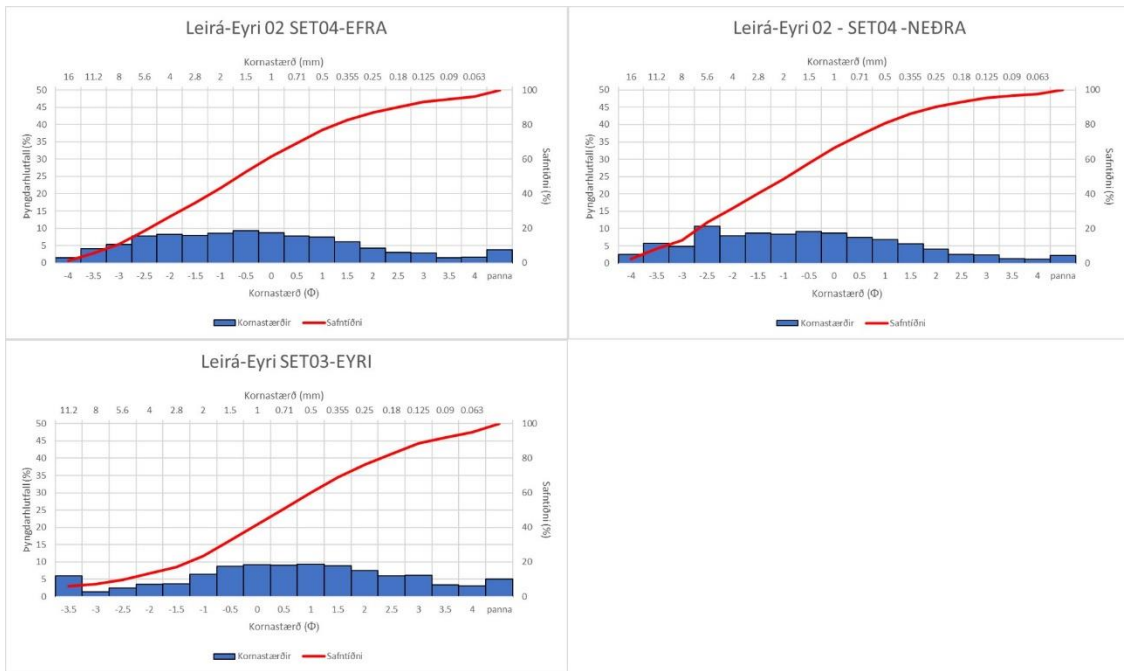 Leirá-Eyri 02 SET04-EFRA
Kornastærð (mm)
16 11.2 8 5.6 4 2.8 2 1.5 1 0.71 0.5 0.355 0.25 0.18 0.125 0.09 0.063
Þyngdarhlutfall (%)
50
45
40
35
30
25
20
15
10
5
0
100
80
60
40
20
0
Safntíðni (%)
-4 -3.5 -3 -2.5 -2 -1.5 -1 -0.5 0 0.5 1 1.5 2 2.5 3 3.5 4 panna
Kornastærð (Φ)
Kornastærðir Safntíðni
Leirá-Eyri 02 - SET04 -NEÐRA
Kornastærð (mm)
16 11.2 8 5.6 4 2.8 2 1.5 1 0.71 0.5 0.355 0.25 0.18 0.125 0.09 0.063
Þyngdarhlutfall (%)
50
45
40
35
30
25
20
15
10
5
0
100
80
60
40
20
0
Safntíðni (%)
-4 -3.5 -3 -2.5 -2 -1.5 -1 -0.5 0 0.5 1 1.5 2 2.5 3 3.5 4 panna
Kornastærð (Φ)
Kornastærðir Safntíðni
Leirá-Eyri SET03-EYRI
Kornastærð (mm)
11.2 8 5.6 4 2.8 2 1.5 1 0.71 0.5 0.355 0.25 0.18 0.125 0.09 0.063
Þyngdarhlutfall (%)
50
45
40
35
30
25
20
15
10
5
0
100
80
60
40
20
0
Safntíðni (%)
-3.5 -3 -2.5 -2 -1.5 -1 -0.5 0 0.5 1 1.5 2 2.5 3 3.5 4 panna
Kornastærð (Φ)
Kornastærðir Safntíðni